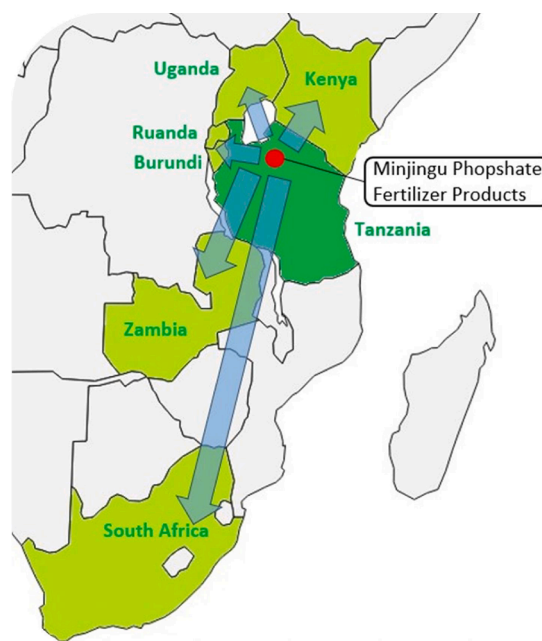 Uganda
Kenya
Ruanda
Burundi
Minjingu Phopshate
Fertilizer Products
Tanzania
Zambia
South Africa